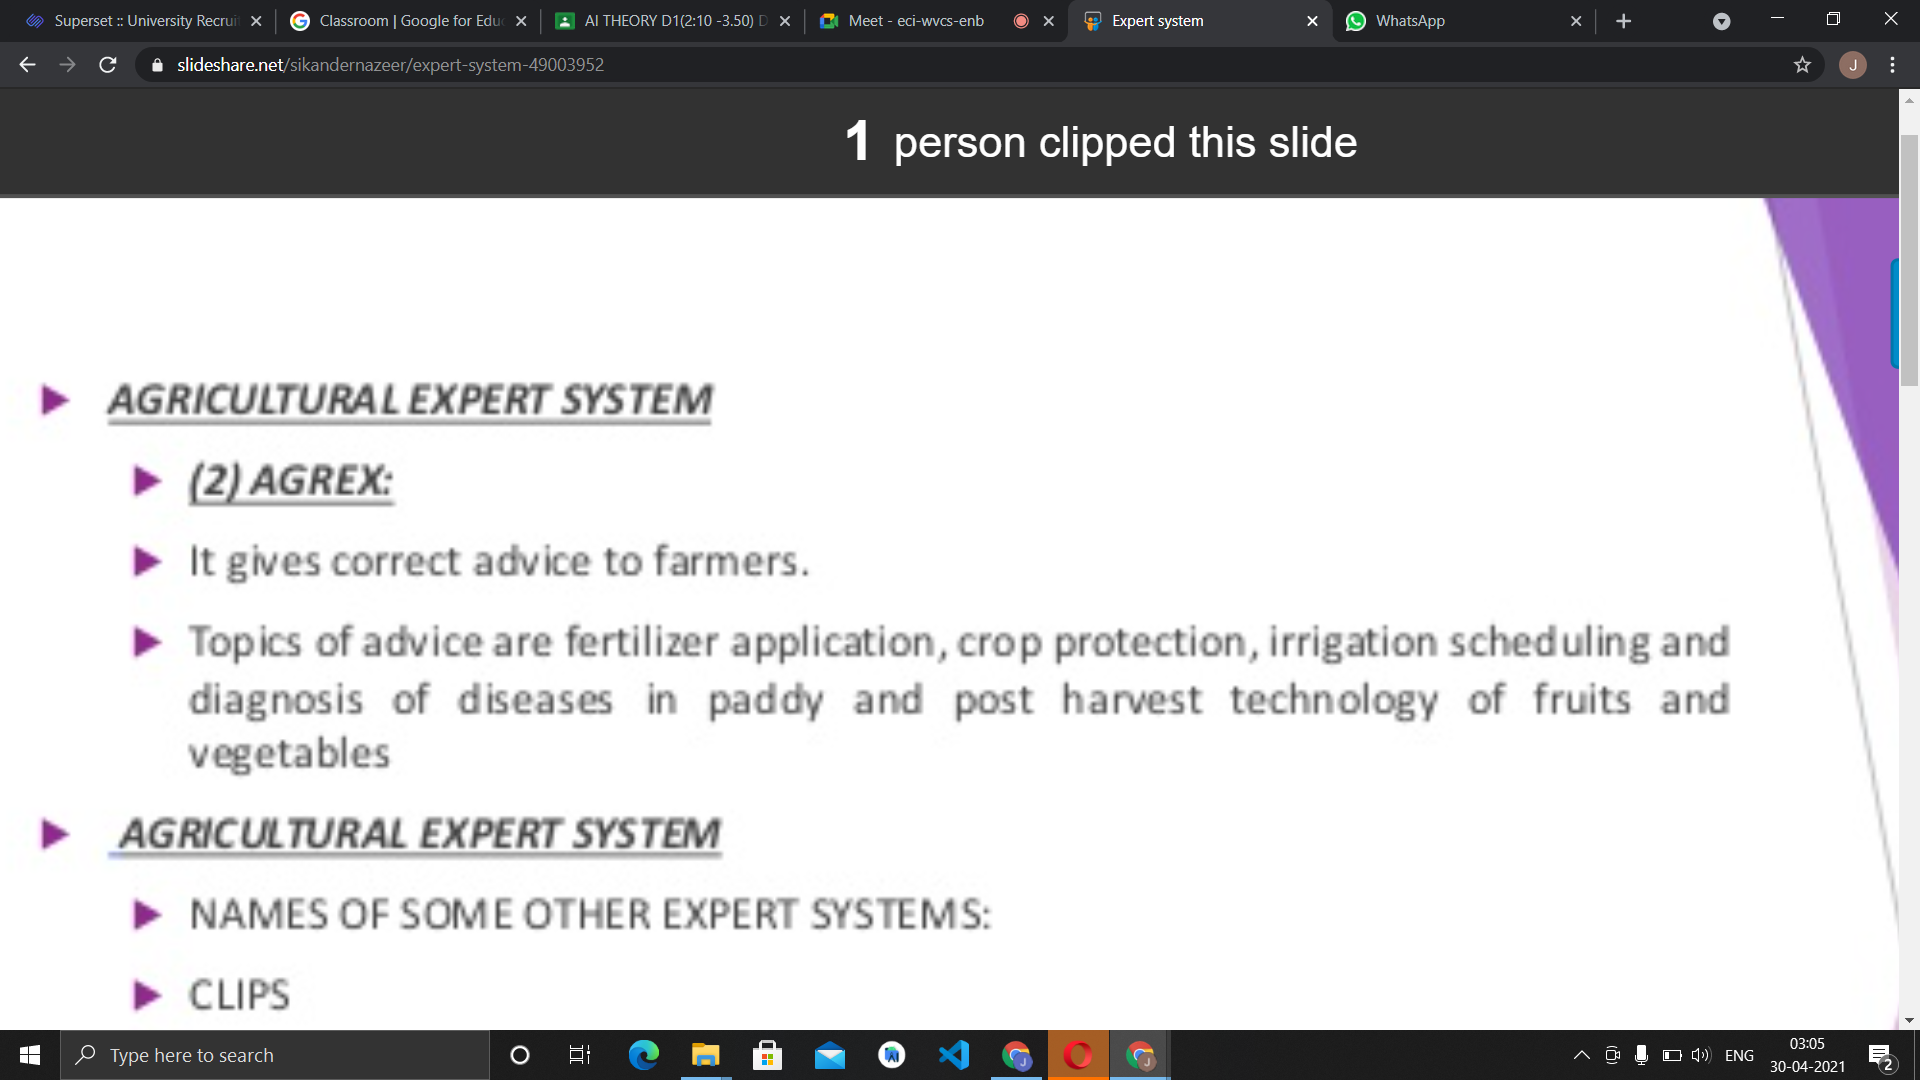 Superset :: University Recruit
Classroom | Google for Educ
AI THEORY D1(2:10 -3.50) D
Meet - eci-wvcs-enb
Expert system
WhatsApp
slideshare.net/sikandernazeer/expert-system-49003952
J
1 person clipped this slide
AGRICULTURAL EXPERT SYSTEM
(2) AGREX:
It gives correct advice to farmers.
Topics of advice are fertilizer application, crop protection, irrigation scheduling and
diagnosis of diseases in paddy and post harvest technology of fruits and
vegetables
AGRICULTURAL EXPERT SYSTEM
NAMES OF SOME OTHER EXPERT SYSTEMS:
CLIPS
Type here to search
ENG
03:05
30-04-2021
2